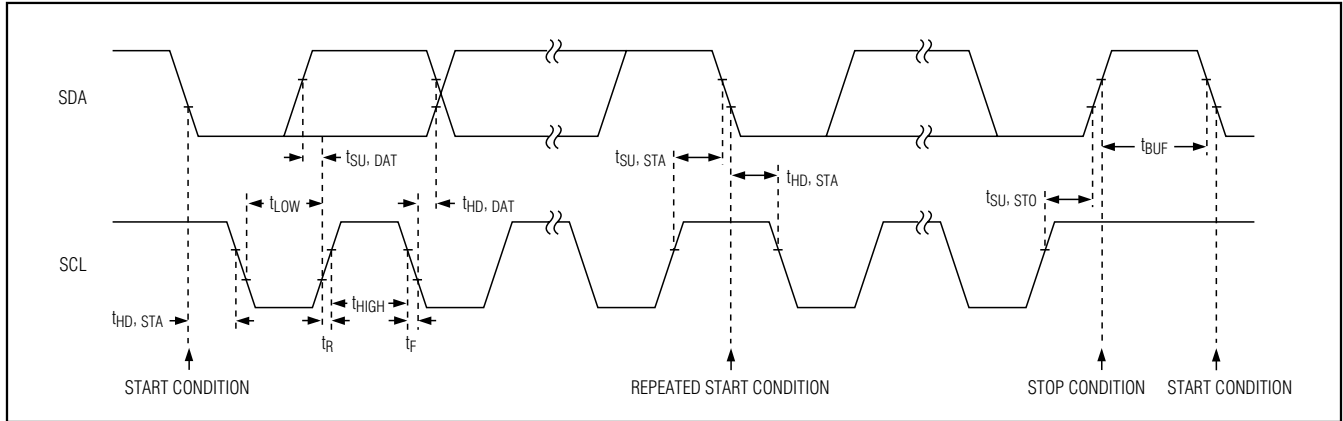 SDA
tSU, DAT
tSU, STA
tBUF
tHD, STA
tLOW
tHD, DAT
tSU, STO
SCL
tHIGH
tHD, STA
tR
tF
START CONDITION
REPEATED START CONDITION
STOP CONDITION
START CONDITION